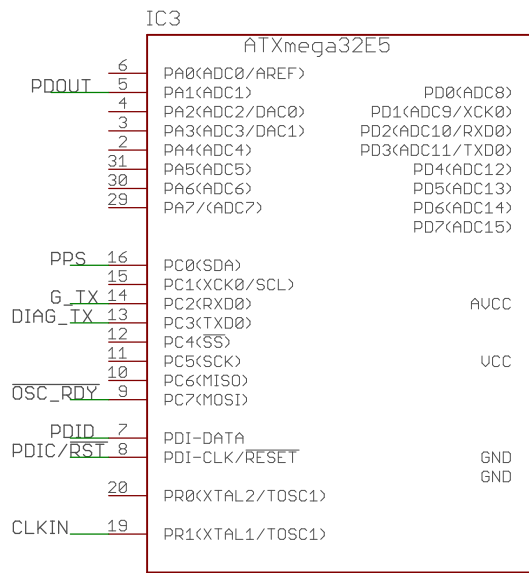 IC3
ATXmega32E5
6 PA0(ADC0/AREF)
PDOUT 5 PA1(ADC1) PD0(ADC8)
4 PA2(ADC2/DAC0) PD1(ADC9/XCK0)
3 PA3(ADC3/DAC1) PD2(ADC10/RXD0)
2 PA4(ADC4) PD3(ADC11/TXD0)
31 PA5(ADC5) PD4(ADC12)
30 PA6(ADC6) PD5(ADC13)
29 PA7/(ADC7) PD6(ADC14)
PD7(ADC15)
PPS 16 PC0(SDA)
15 PC1(XCK0/SCL)
G_TX 14 PC2(RXD0) AVCC
DIAG_TX 13 PC3(TXD0)
12 PC4(SS)
11 PC5(SCK) VCC
10 PC6(MISO)
OSC_RDY 9 PC7(MOSI)
PDID 7 PDI-DATA
PDIC/RST 8 PDI-CLK/RESET GND
GND
20 PR0(XTAL2/TOSC1)
CLKIN 19 PR1(XTAL1/TOSC1)